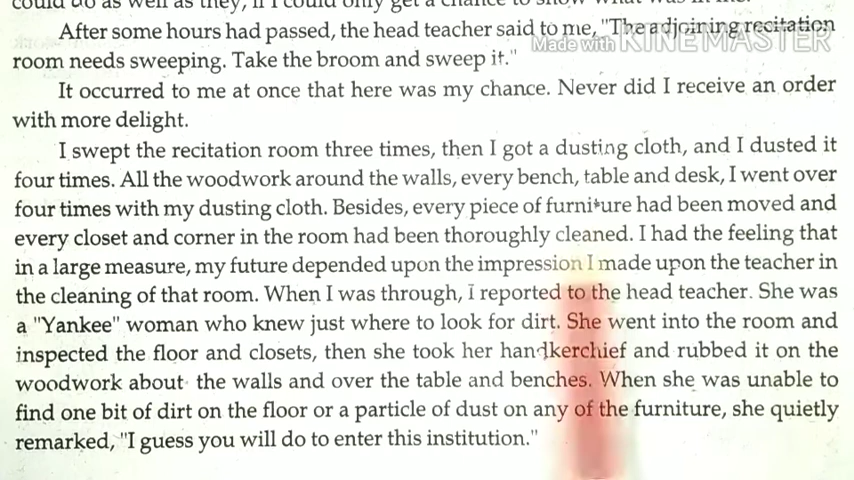 could do as well as they, if I could only get a chance to show what was in me.
After some hours had passed, the head teacher said to me, "The adjoining recitation
Made with KINEMASTER
room needs sweeping. Take the broom and sweep it."
It occurred to me at once that here was my chance. Never did I receive an order
with more delight.
I swept the recitation room three times, then I got a dusting cloth, and I dusted it
four times. All the woodwork around the walls, every bench, table and desk, I went over
four times with my dusting cloth. Besides, every piece of furniture had been moved and
every closet and corner in the room had been thoroughly cleaned. I had the feeling that
in a large measure, my future depended upon the impression I made upon the teacher in
the cleaning of that room. When I was through, i reported to the head teacher. She was
a "Yankee" woman who knew just where to look for dirt. She went into the room and
inspected the floor and closets, then she took her handkerchief and rubbed it on the
woodwork about the walls and over the table and benches. When she was unable to
find one bit of dirt on the floor or a particle of dust on any of the furniture, she quietly
remarked, "I guess you will do to enter this institution."